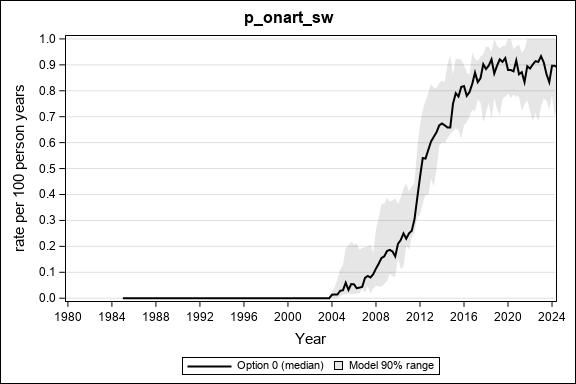 p_onart_sw
rate per 100 person years
1.0
0.9
0.8
0.7
0.6
0.5
0.4
0.3
0.2
0.1
0.0
1980 1984 1988 1992 1996 2000 2004 2008 2012 2016 2020 2024
Year
Option 0 (median) Model 90% range